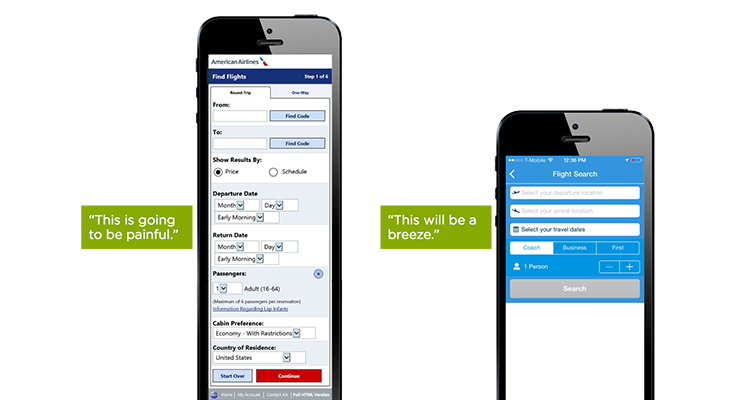 “This is going
to be painful.”
AmericanAirlines
Find Flights Step 1 of 6
Round-Trip One-Way
From:
Find Code
To:
Find Code
Show Results By:
Price Schedule
Departure Date
Month Day
Early Morning
Return Date
Month Day
Early Morning
Passengers:
1 Adult (16-64)
(Maximum of 6 passengers per reservation)
Information Regarding Lap Infants
Cabin Preference:
Economy - With Restrictions
Country of Residence:
United States
Start Over Continue
Home | My Account | Contact AA | Full HTML Version
“This will be a
breeze.”
T-Mobile 12:36 PM
Flight Search
Select your departure location
Select your arrival location
Select your travel dates
Coach Business First
1 Person
Search